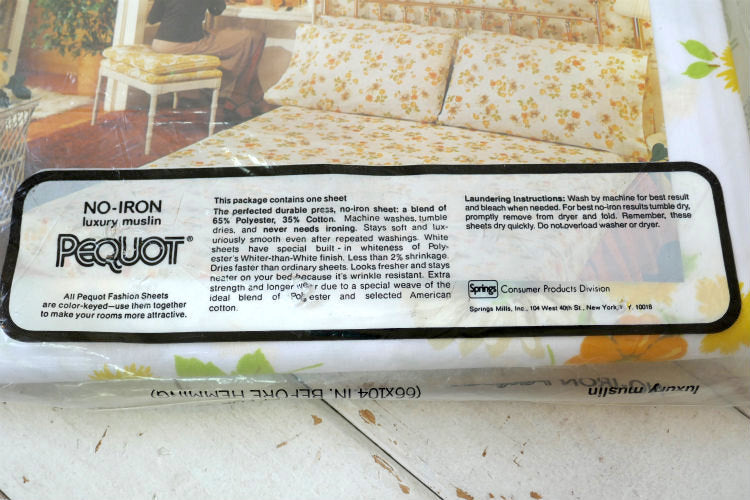 NO-IRON
luxury muslin
PEQUOT®
All Pequot Fashion Sheets
are color-keyed—use them together
to make your rooms more attractive.
This package contains one sheet
The perfected durable press, no-iron sheet: a blend of
65% Polyester, 35% Cotton. Machine washes, tumble
dries, and never needs ironing. Stays soft and lux-
uriously smooth even after repeated washings. White
sheets have special built-in whiteness of Poly-
ester's Whiter-than-White finish. Less than 2% shrinkage.
Dries faster than ordinary sheets. Looks fresher and stays
neater on your bed because it's wrinkle resistant. Extra
strength and longer wear due to a special weave of the
ideal blend of Polyester and selected American
cotton.
Laundering Instructions: Wash by machine for best result
and bleach when needed. For best no-iron results tumble dry,
promptly remove from dryer and fold. Remember, these
sheets dry quickly. Do not overload washer or dryer.
Springs Consumer Products Division
Springs Mills, Inc., 104 West 40th St., New York, N.Y. 10018
luxury muslin
NO-IRON
(66x104 IN. BEFORE HEMMING)